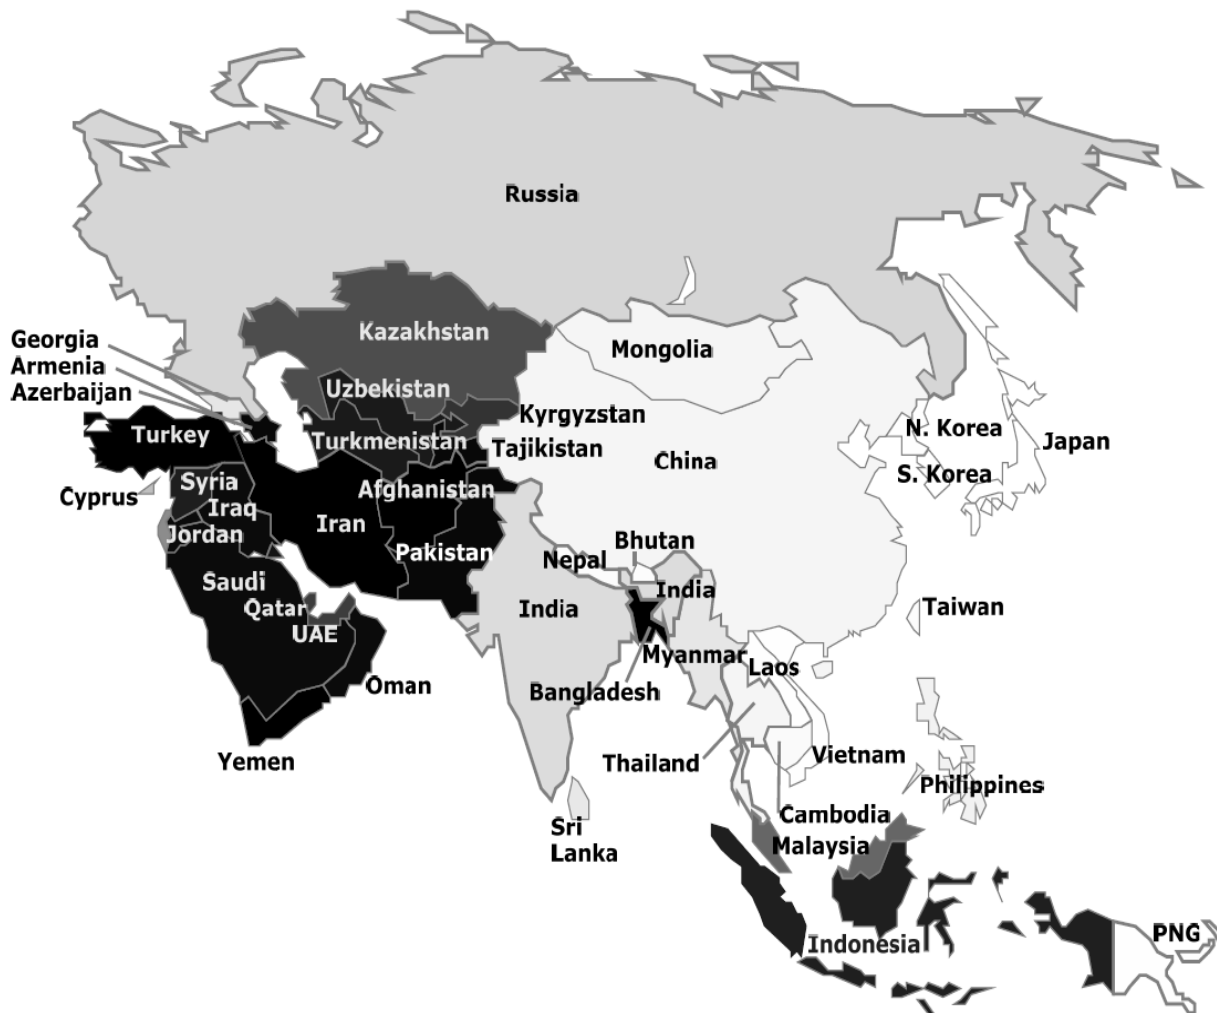 Russia
Kazakhstan
Georgia
Armenia
Azerbaijan
Mongolia
Uzbekistan
Kyrgyzstan
Turkey
Turkmenistan
Tajikistan
N. Korea
Japan
China
S. Korea
Syria
Afghanistan
Cyprus
Iraq
Iran
Jordan
Pakistan
Bhutan
Nepal
Saudi
India
Qatar
India
Taiwan
UAE
Myanmar
Laos
Oman
Bangladesh
Yemen
Thailand
Vietnam
Philippines
Cambodia
Sri
Lanka
Malaysia
Indonesia
PNG